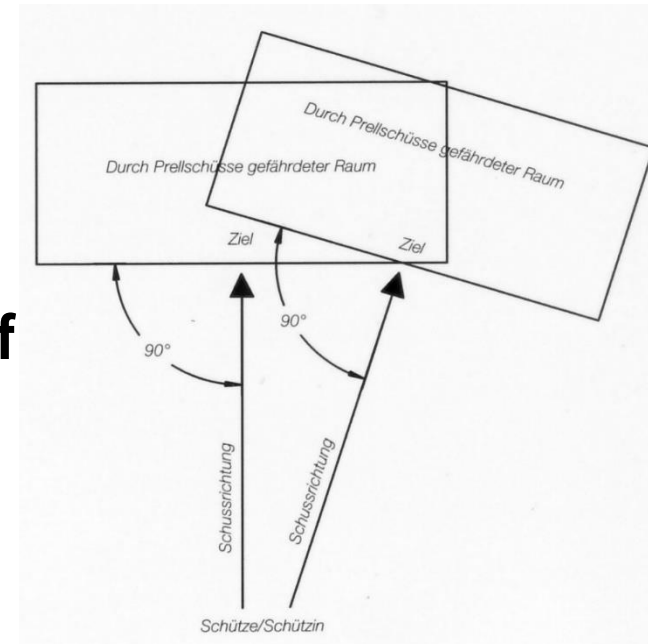 Durch Prellschüsse gefährdeter Raum
Durch Prellschüsse gefährdeter Raum
Ziel
Ziel
f
90°
90°
Schussrichtung
Schussrichtung
Schütze/Schützin